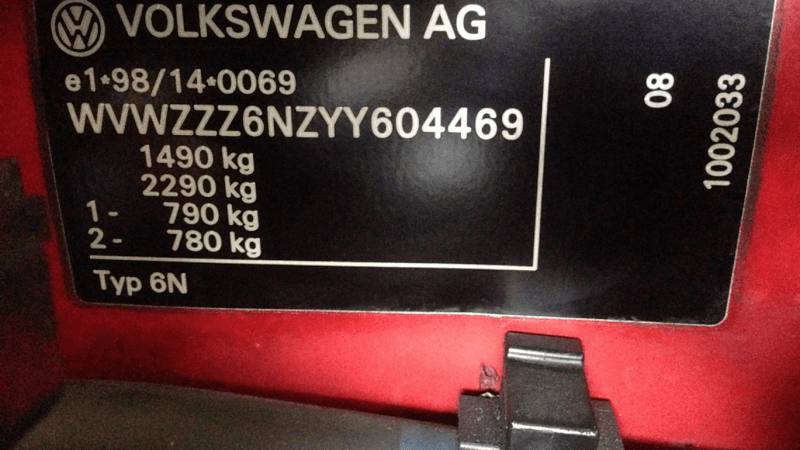 VOLKSWAGEN AG
e1*98/14*0069
WVWZZZ6NZYY604469
1490 kg
2290 kg
1- 790 kg
2- 780 kg
Typ 6N
08
1002033